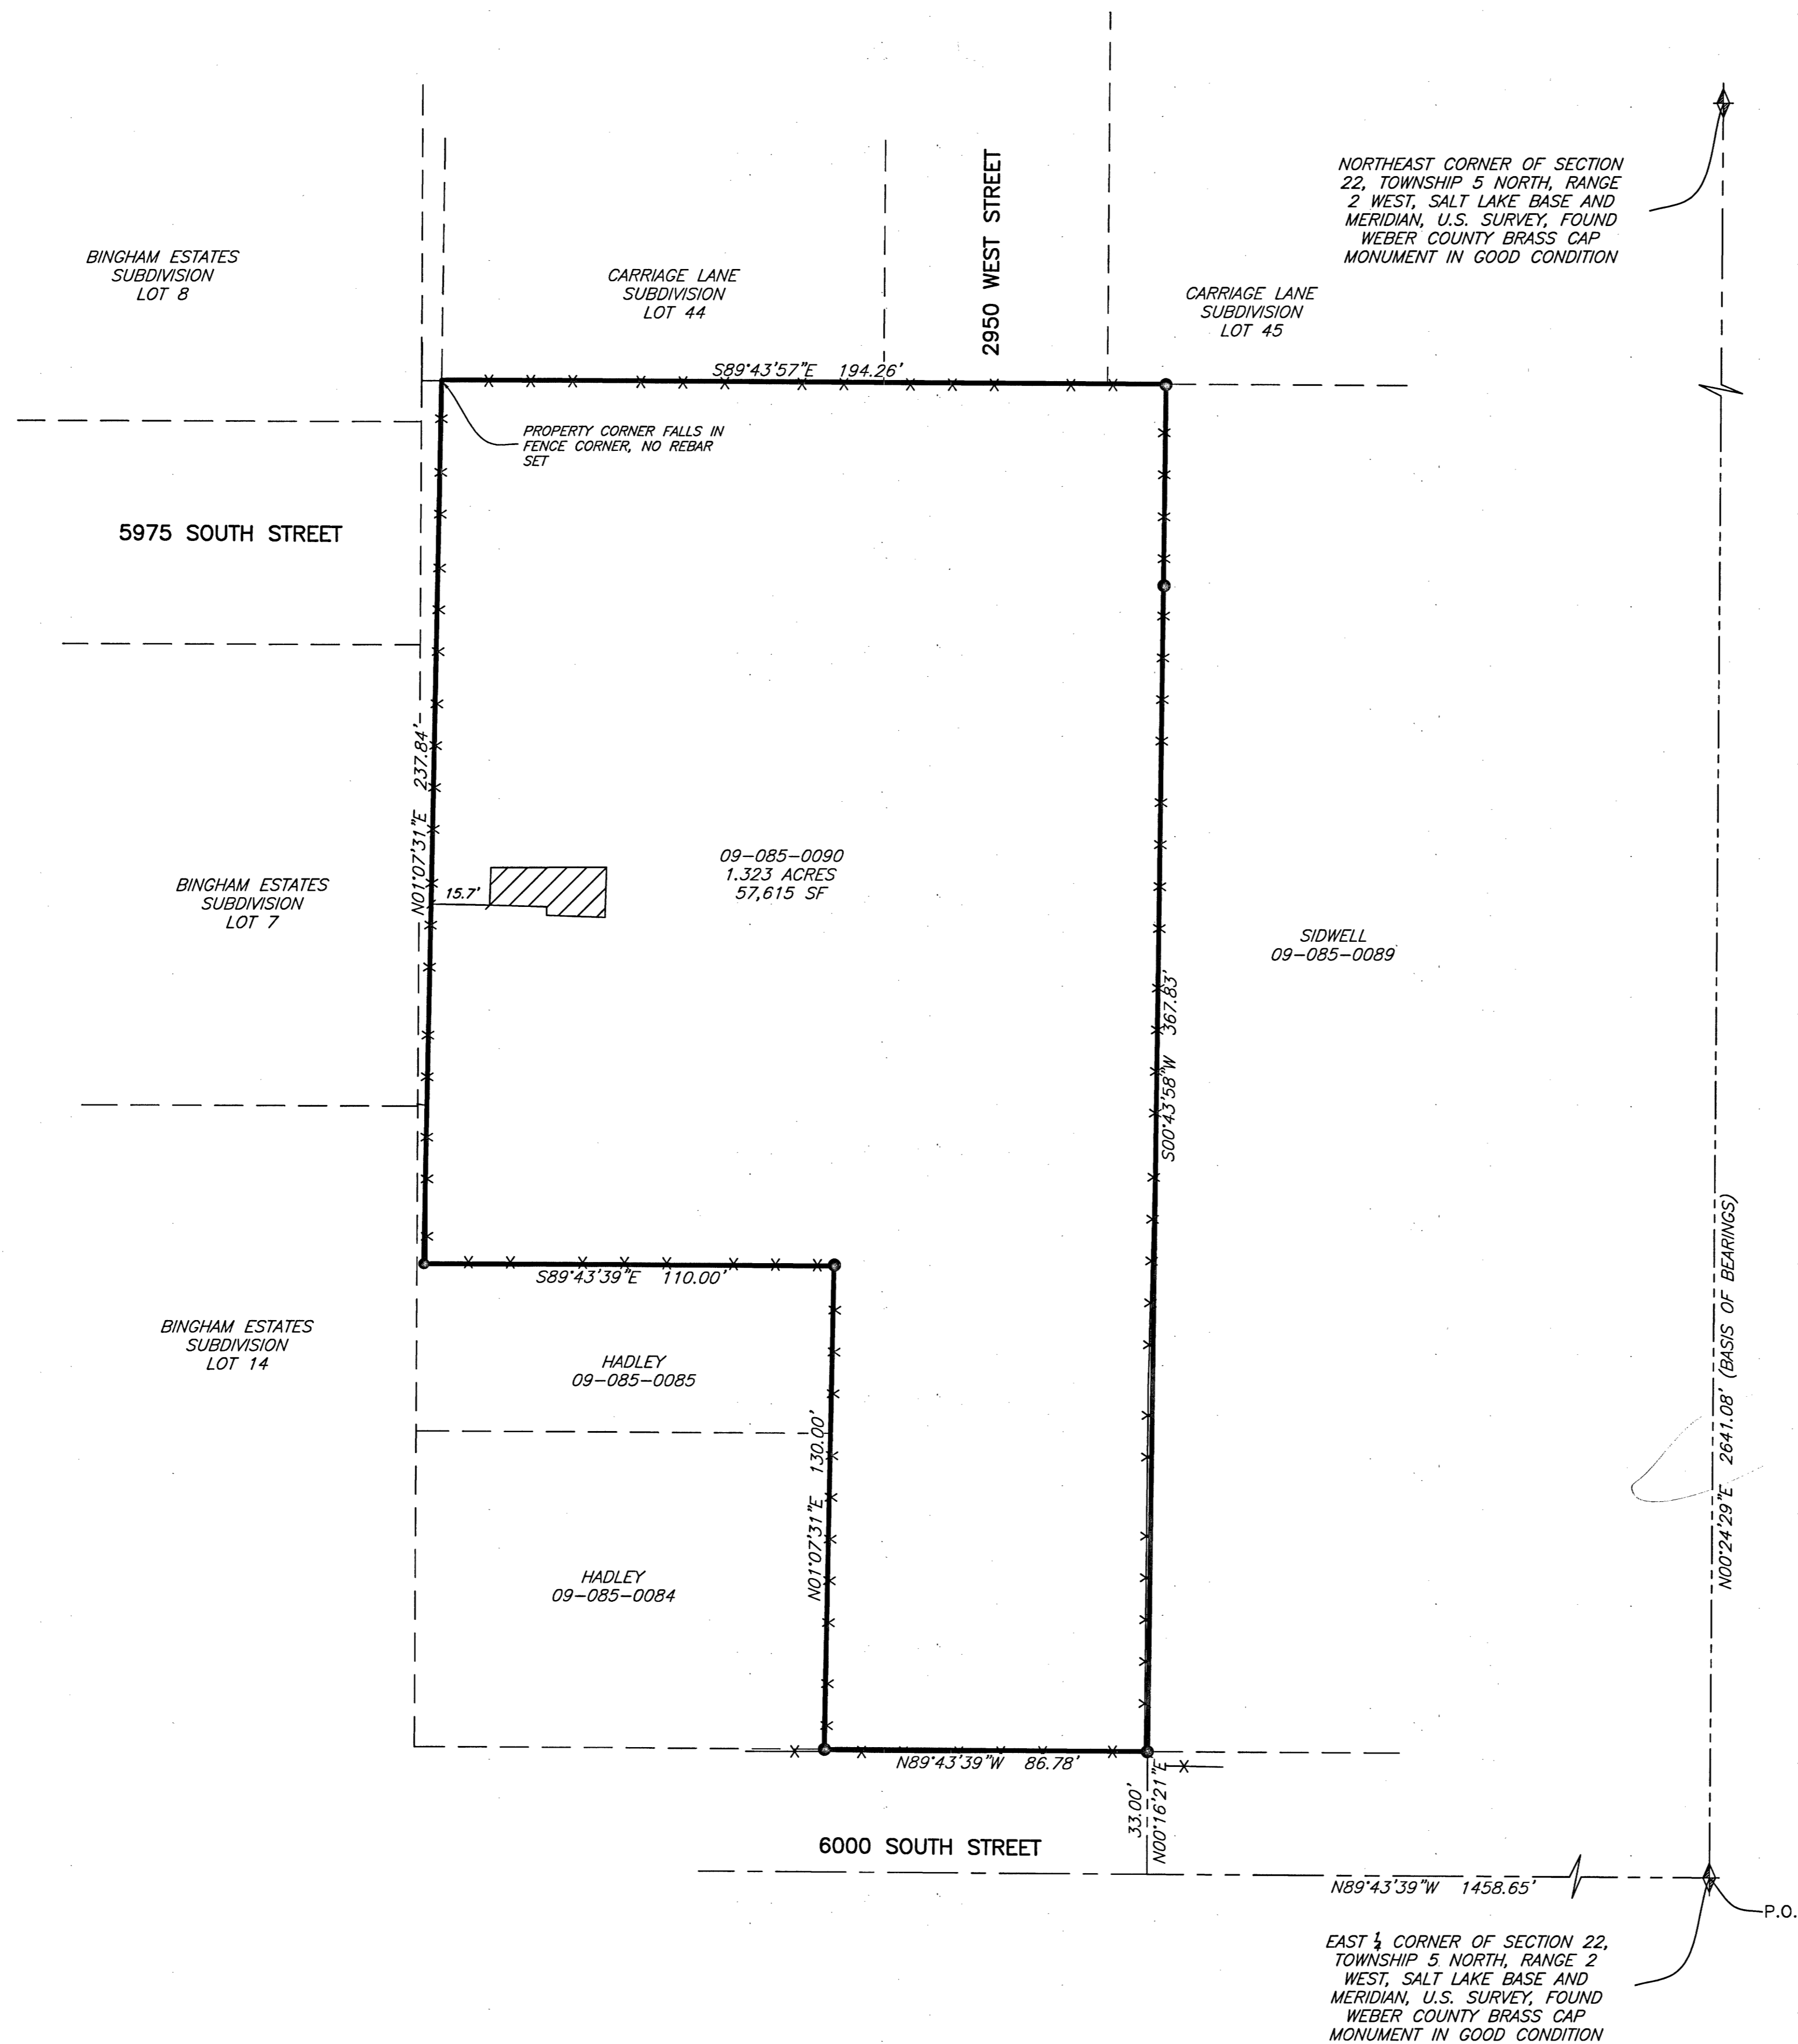 2950 WEST STREET
NORTHEAST CORNER OF SECTION
22, TOWNSHIP 5 NORTH, RANGE
2 WEST, SALT LAKE BASE AND
MERIDIAN, U.S. SURVEY, FOUND
WEBER COUNTY BRASS CAP
MONUMENT IN GOOD CONDITION
BINGHAM ESTATES
SUBDIVISION
LOT 8
CARRIAGE LANE
SUBDIVISION
LOT 44
CARRIAGE LANE
SUBDIVISION
LOT 45
S89°43'57"E 194.26'
PROPERTY CORNER FALLS IN
FENCE CORNER, NO REBAR
SET
5975 SOUTH STREET
N01°07'31"E 237.84'
15.7'
09-085-0090
1.323 ACRES
57,615 SF
BINGHAM ESTATES
SUBDIVISION
LOT 7
SIDWELL
09-085-0089
S00°43'58"W 367.83'
S89°43'39"E 110.00'
BINGHAM ESTATES
SUBDIVISION
LOT 14
HADLEY
09-085-0085
N01°07'31"E 130.00'
N00°24'29"E 2641.08' (BASIS OF BEARINGS)
HADLEY
09-085-0084
N89°43'39"W 86.78'
33.00'
N00°16'21"E
6000 SOUTH STREET
N89°43'39"W 1458.65'
P.O.
EAST 1/4 CORNER OF SECTION 22,
TOWNSHIP 5 NORTH, RANGE 2
WEST, SALT LAKE BASE AND
MERIDIAN, U.S. SURVEY, FOUND
WEBER COUNTY BRASS CAP
MONUMENT IN GOOD CONDITION